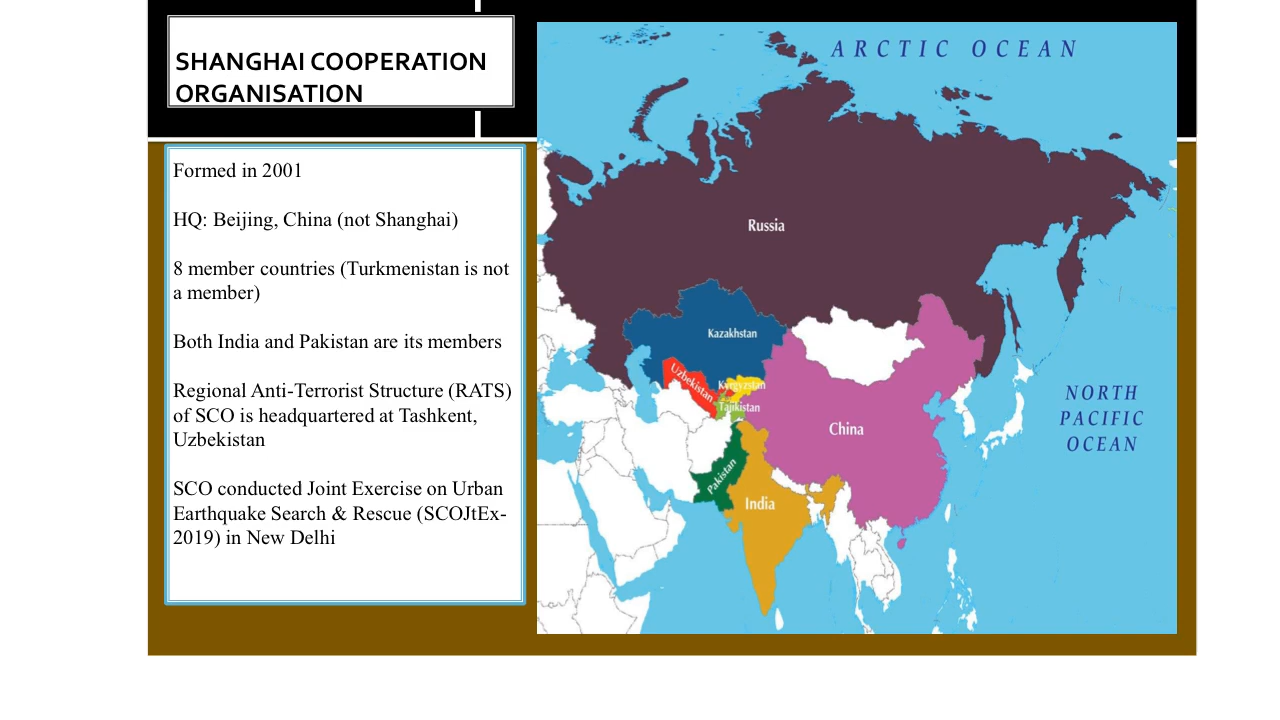 SHANGHAI COOPERATION
ORGANISATION
Formed in 2001
HQ: Beijing, China (not Shanghai)
8 member countries (Turkmenistan is not
a member)
Both India and Pakistan are its members
Regional Anti-Terrorist Structure (RATS)
of SCO is headquartered at Tashkent,
Uzbekistan
SCO conducted Joint Exercise on Urban
Earthquake Search & Rescue (SCOJtEx-
2019) in New Delhi
ARCTIC OCEAN
Russia
Kazakhstan
Uzbekistan
Kyrgyzstan
Tajikistan
China
Pakistan
India
NORTH
PACIFIC
OCEAN